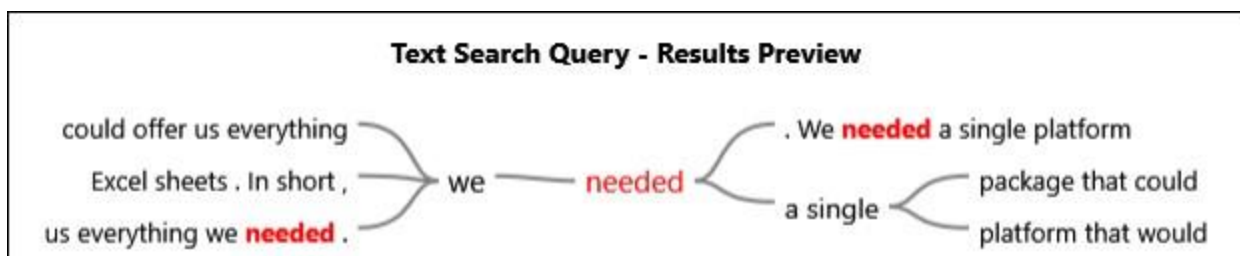 Text Search Query - Results Preview
could offer us everything
Excel sheets . In short ,
us everything we needed .
we
needed
. We needed a single platform
a single
package that could
platform that would